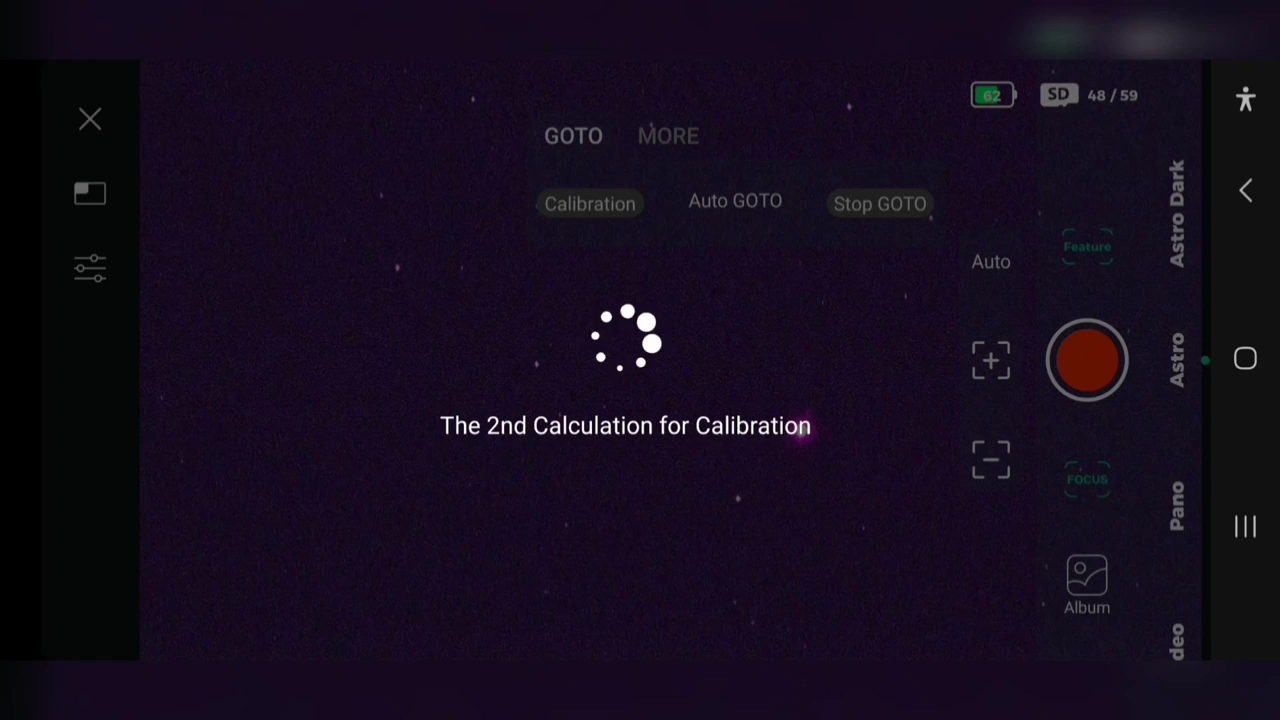 62
SD 48 / 59
GOTO MORE
Calibration Auto GOTO Stop GOTO
Auto
Feature
The 2nd Calculation for Calibration
FOCUS
Album
Astro Dark
Astro
Pano
deo